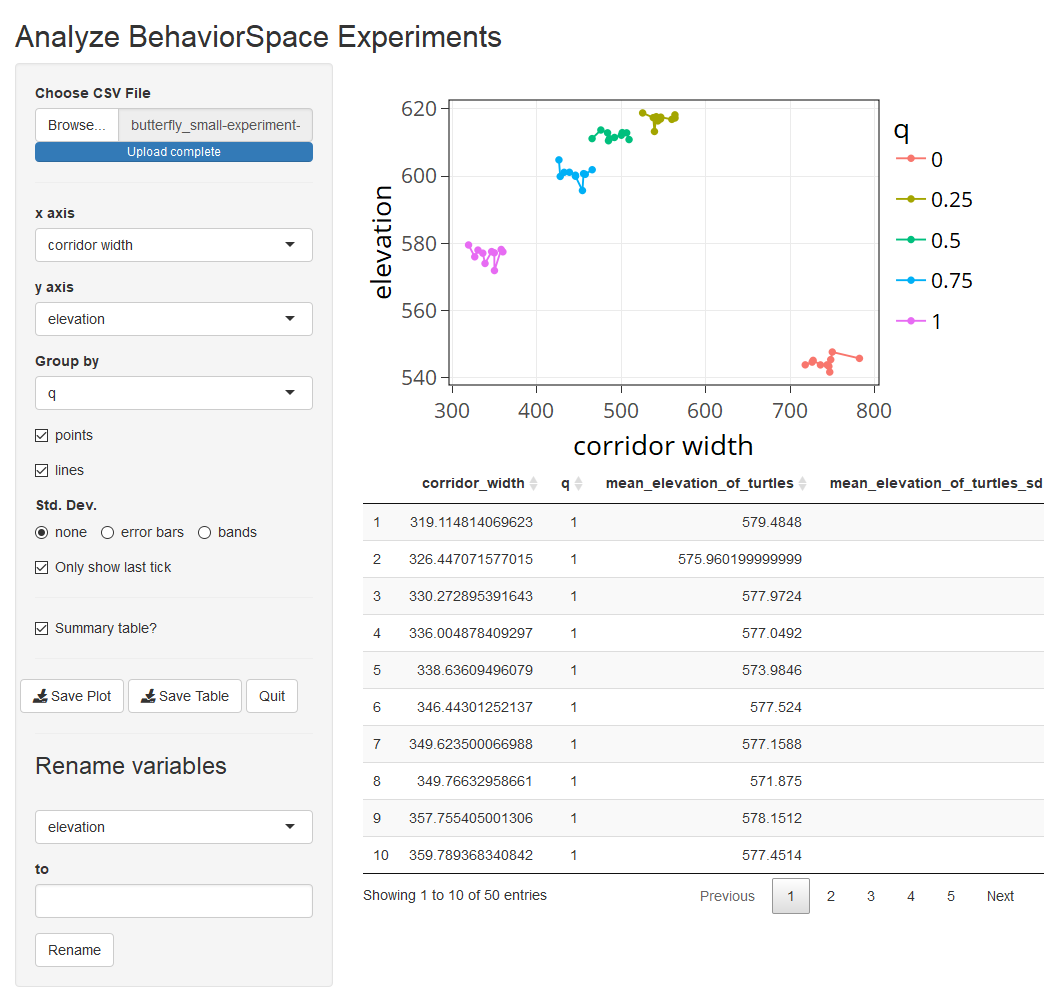 Analyze BehaviorSpace Experiments
Choose CSV File
Browse... butterfly_small-experiment-
Upload complete
x axis
corridor width
y axis
elevation
Group by
q
points
lines
Std. Dev.
none error bars bands
Only show last tick
Summary table?
Save Plot Save Table Quit
Rename variables
elevation
to
Rename
620
600
580
560
540
elevation
300 400 500 600 700 800
corridor width
q
0
0.25
0.5
0.75
1
corridor_width q mean_elevation_of_turtles mean_elevation_of_turtles_sd
1 319.114814069623 1 579.4848
2 326.447071577015 1 575.960199999999
3 330.272895391643 1 577.9724
4 336.004878409297 1 577.0492
5 338.63609496079 1 573.9846
6 346.44301252137 1 577.524
7 349.623500066988 1 577.1588
8 349.76632958661 1 571.875
9 357.755405001306 1 578.1512
10 359.789368340842 1 577.4514
Showing 1 to 10 of 50 entries
Previous 1 2 3 4 5 Next